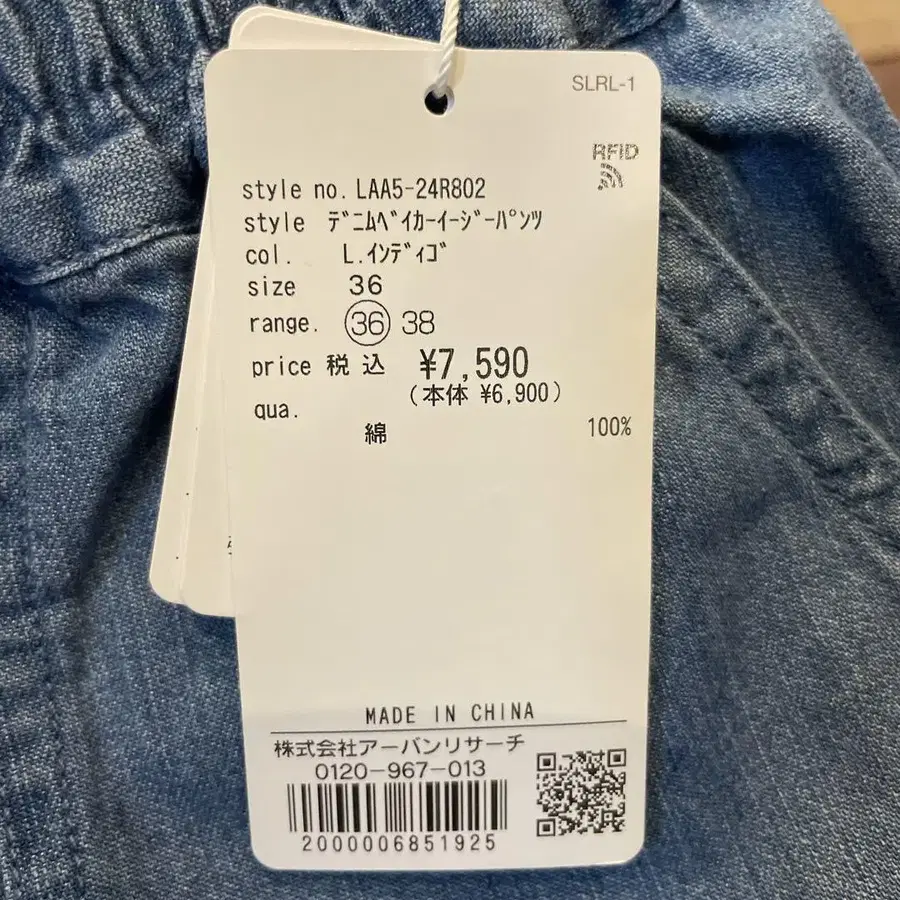 SLRL-1
RFID
style no. LAA5-24R802
style ﾃﾞﾆﾑﾍﾞｲｶｰｲｰｼﾞｰﾊﾟﾝﾂ
col. L.ｲﾝﾃﾞｨｺﾞ
size 36
range. 36 38
price 税込 ¥7,590
(本体 ¥6,900)
qua.
綿 100%
MADE IN CHINA
株式会社アーバンリサーチ
0120-967-013
2000006851925